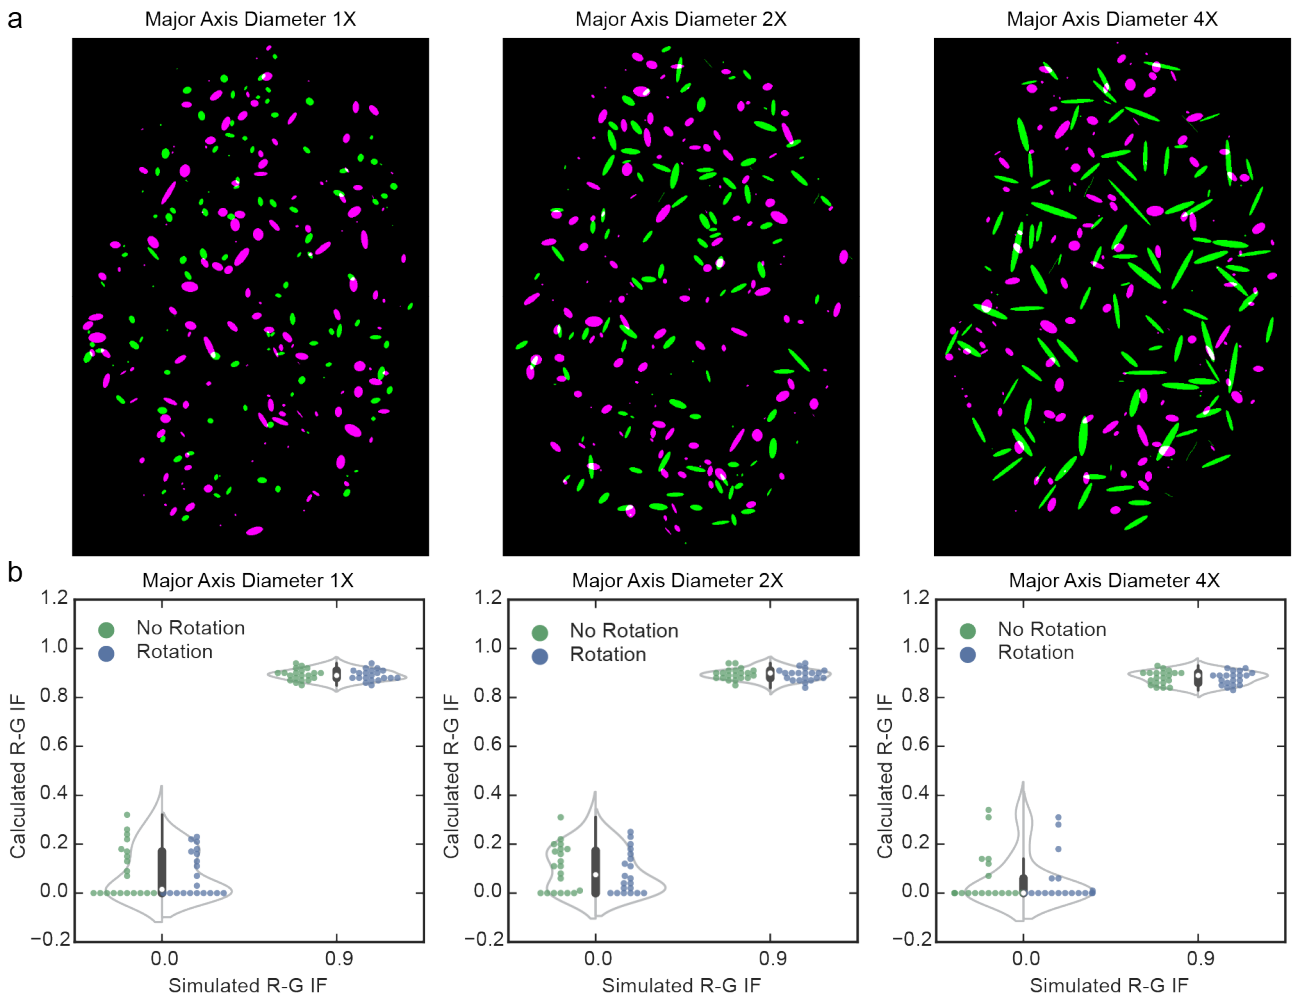 a
Major Axis Diameter 1X
Major Axis Diameter 2X
Major Axis Diameter 4X
b
Major Axis Diameter 1X
1.2
1.0
0.8
0.6
0.4
0.2
0.0
−0.2
Calculated R-G IF
No Rotation
Rotation
0.0
0.9
Simulated R-G IF
Major Axis Diameter 2X
1.2
1.0
0.8
0.6
0.4
0.2
0.0
−0.2
Calculated R-G IF
No Rotation
Rotation
0.0
0.9
Simulated R-G IF
Major Axis Diameter 4X
1.2
1.0
0.8
0.6
0.4
0.2
0.0
−0.2
Calculated R-G IF
No Rotation
Rotation
0.0
0.9
Simulated R-G IF